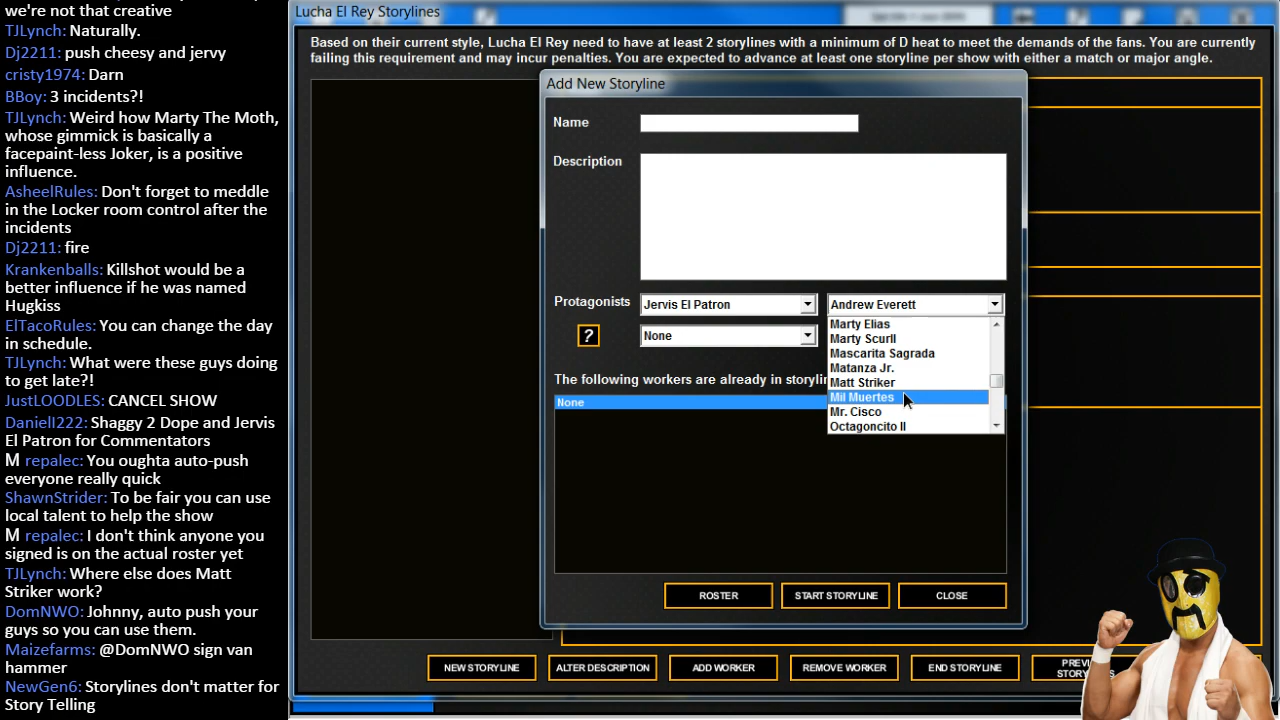 we're not that creative
TJLynch: Naturally.
Dj2211: push cheesy and jervy
cristy1974: Darn
BBoy: 3 incidents?!
TJLynch: Weird how Marty The Moth,
whose gimmick is basically a
facepaint-less Joker, is a positive
influence.
AsheelRules: Don't forget to meddle
in the Locker room control after the
incidents
Dj2211: fire
Krankenballs: Killshot would be a
better influence if he was named
Hugkiss
ElTacoRules: You can change the day
in schedule.
TJLynch: What were these guys doing
to get late?!
JustLOODLES: CANCEL SHOW
Daniell222: Shaggy 2 Dope and Jervis
El Patron for Commentators
M repalec: You oughta auto-push
everyone really quick
ShawnStrider: To be fair you can use
local talent to help the show
M repalec: I don't think anyone you
signed is on the actual roster yet
TJLynch: Where else does Matt
Striker work?
DomNWO: Johnny, auto push your
guys so you can use them.
Maizefarms: @DomNWO sign van
hammer
NewGen6: Storylines don't matter for
Story Telling
Lucha El Rey Storylines
Based on their current style, Lucha El Rey need to have at least 2 storylines with a minimum of D heat to meet the demands of the fans. You are currently
failing this requirement and may incur penalties. You are expected to advance at least one storyline per show with either a match or major angle.
Add New Storyline
Name
Description
Protagonists
Jervis El Patron
Andrew Everett
?
None
Marty Elias
Marty Scurll
Mascarita Sagrada
Matanza Jr.
Matt Striker
Mil Muertes
Mr. Cisco
Octagoncito II
The following workers are already in storylin
None
ROSTER
START STORYLINE
CLOSE
NEW STORYLINE
ALTER DESCRIPTION
ADD WORKER
REMOVE WORKER
END STORYLINE